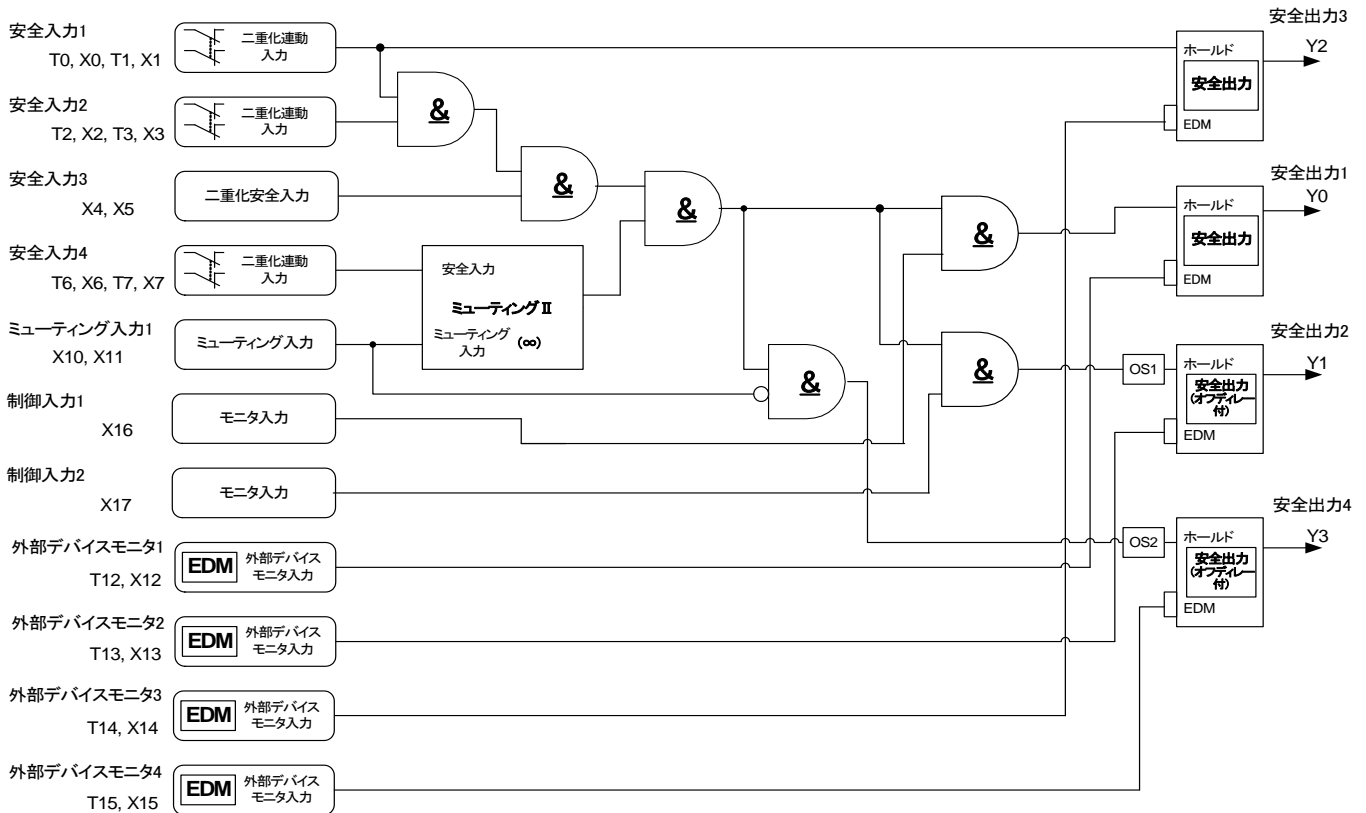 安全入力1
T0, X0, T1, X1
二重化連動
入力
安全入力2
T2, X2, T3, X3
二重化連動
入力
安全入力3
X4, X5
二重化安全入力
安全入力4
T6, X6, T7, X7
二重化連動
入力
ミューティング入力1
X10, X11
ミューティング入力
制御入力1
X16
モニタ入力
制御入力2
X17
モニタ入力
外部デバイスモニタ1
T12, X12
EDM
外部デバイス
モニタ入力
外部デバイスモニタ2
T13, X13
EDM
外部デバイス
モニタ入力
外部デバイスモニタ3
T14, X14
EDM
外部デバイス
モニタ入力
外部デバイスモニタ4
T15, X15
EDM
外部デバイス
モニタ入力
&
&
&
安全入力
ミューティングⅡ
ミューティング
入力 (∞)
&
&
&
OS1
OS2
安全出力3
Y2
ホールド
安全出力
EDM
安全出力1
Y0
ホールド
安全出力
EDM
安全出力2
Y1
ホールド
安全出力
(オフディレー
付)
EDM
安全出力4
Y3
ホールド
安全出力
(オフディレー
付)
EDM